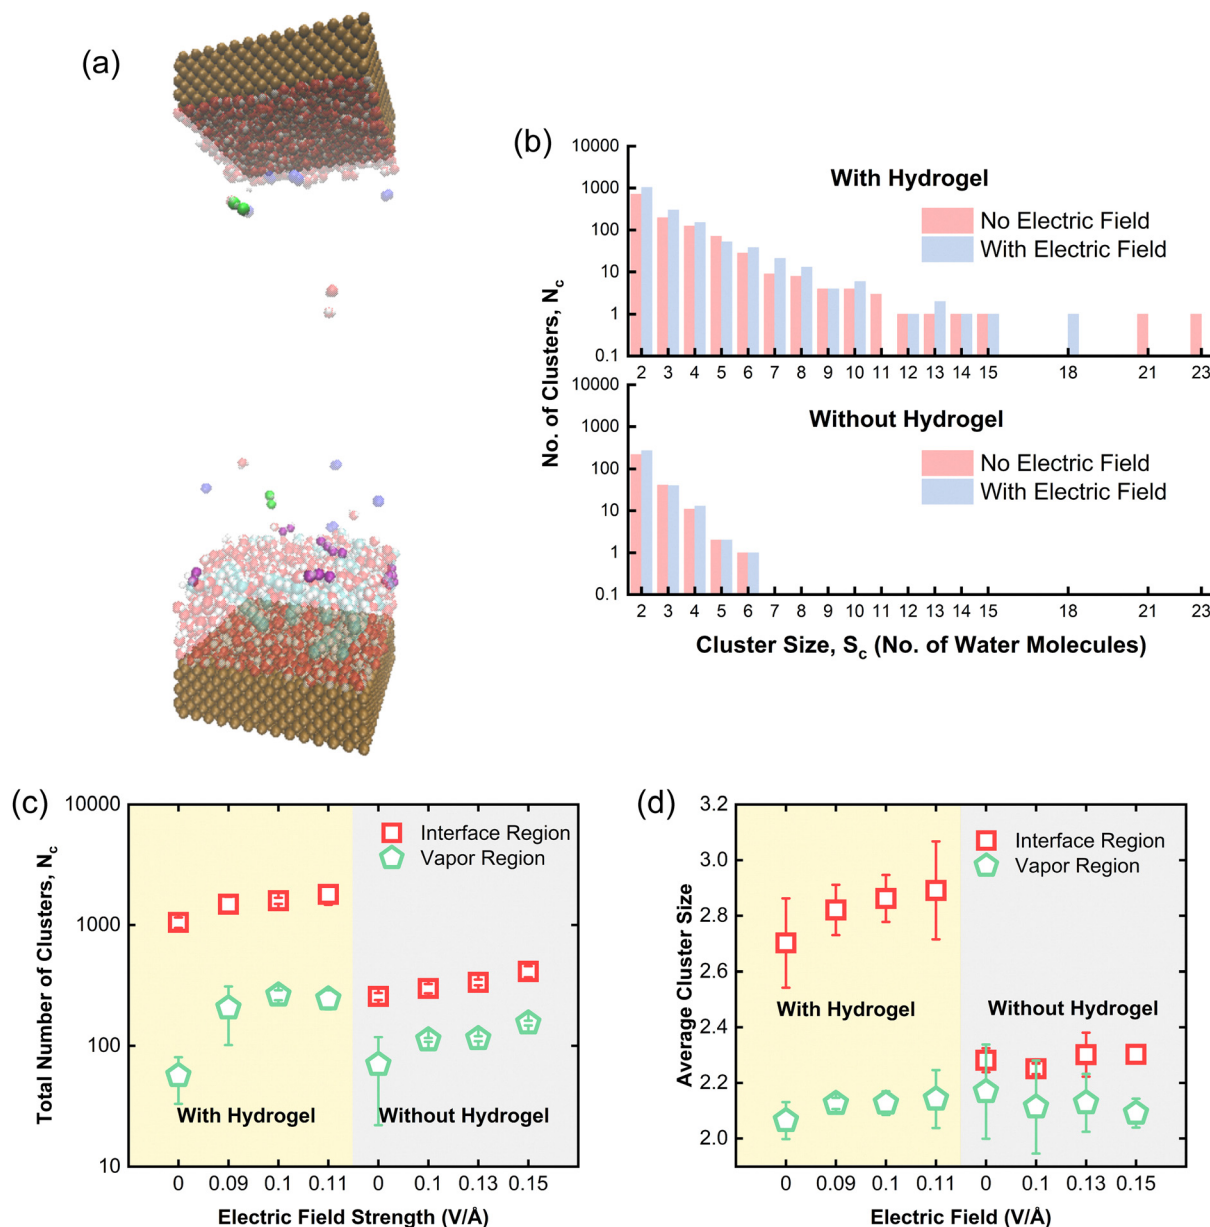 (a)
(b)
No. of Clusters, N_c
10000
1000
100
10
1
0.1
With Hydrogel
No Electric Field
With Electric Field
2 3 4 5 6 7 8 9 10 11 12 13 14 15 18 21 23
10000
1000
100
10
1
0.1
Without Hydrogel
No Electric Field
With Electric Field
2 3 4 5 6 7 8 9 10 11 12 13 14 15 18 21 23
Cluster Size, S_c (No. of Water Molecules)
(c)
Total Number of Clusters, N_c
10000
1000
100
10
Interface Region
Vapor Region
With Hydrogel
Without Hydrogel
0 0.09 0.1 0.11 0 0.1 0.13 0.15
Electric Field Strength (V/Å)
(d)
Average Cluster Size
3.2
3.0
2.8
2.6
2.4
2.2
2.0
Interface Region
Vapor Region
With Hydrogel
Without Hydrogel
0 0.09 0.1 0.11 0 0.1 0.13 0.15
Electric Field (V/Å)